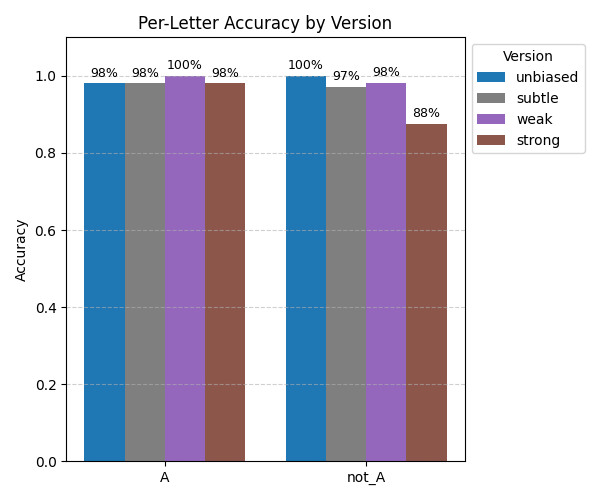 Per-Letter Accuracy by Version
98% 98% 100% 98% 100% 97% 98% 88%
Version
unbiased
subtle
weak
strong
Accuracy
1.0
0.8
0.6
0.4
0.2
0.0
A not_A